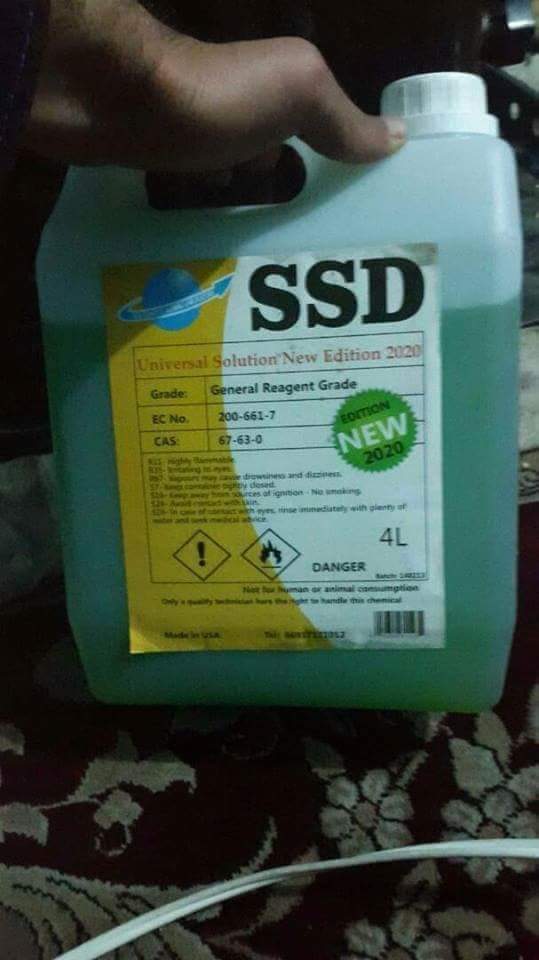 SSD
Universal Solution New Edition 2020
Grade: General Reagent Grade
EC No. 200-661-7
CAS: 67-63-0
EDITION
NEW
2020
R11- Highly flammable
R35- Irritating to eyes
R67- Vapours may cause drowsiness and dizziness.
S7- Keep container tightly closed.
S16- Keep away from sources of ignition - No smoking.
S24- Avoid contact with skin.
S26- In case of contact with eyes, rinse immediately with plenty of
water and seek medical advice.
4L
DANGER
Batch:
Not for human or animal consumption
Only a qualify technician hers the right to handle this chemical
Made in USA
Tel: